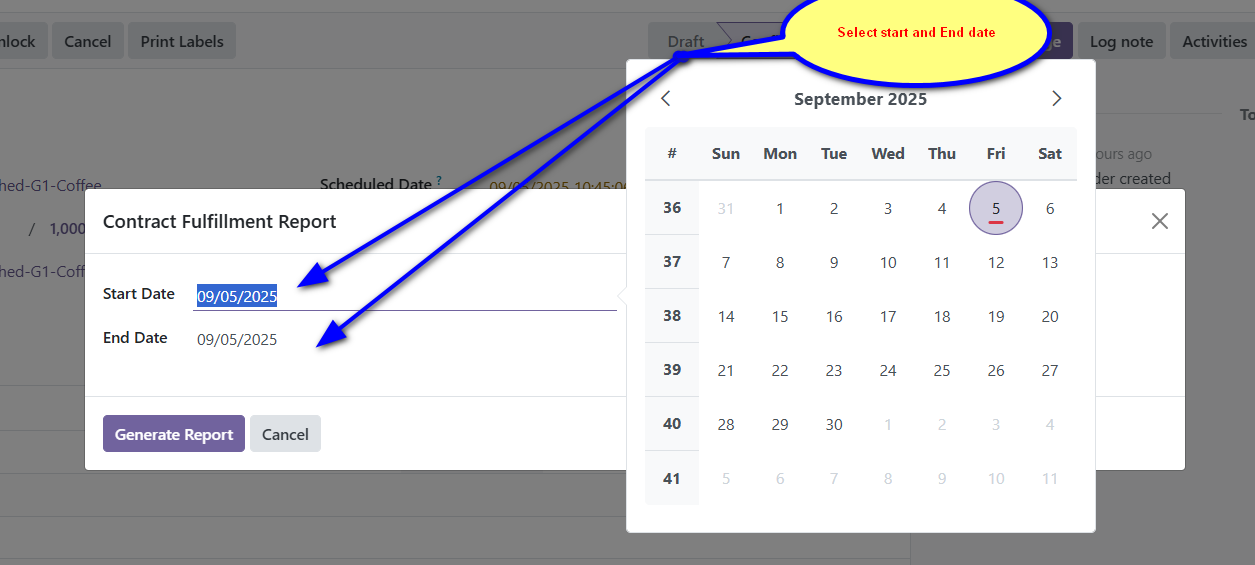 Select start and End date
Cancel
Print Labels
Draft
Log note
Activities
September 2025
# Sun Mon Tue Wed Thu Fri Sat
36 31 1 2 3 4 5 6
37 7 8 9 10 11 12 13
38 14 15 16 17 18 19 20
39 21 22 23 24 25 26 27
40 28 29 30 1 2 3 4
41 5 6 7 8 9 10 11
Scheduled Date ?
ours ago
hed-G1-Coffee
der created
Contract Fulfillment Report
/ 1,000
hed-G1-Coff
Start Date 09/05/2025
End Date 09/05/2025
Generate Report
Cancel